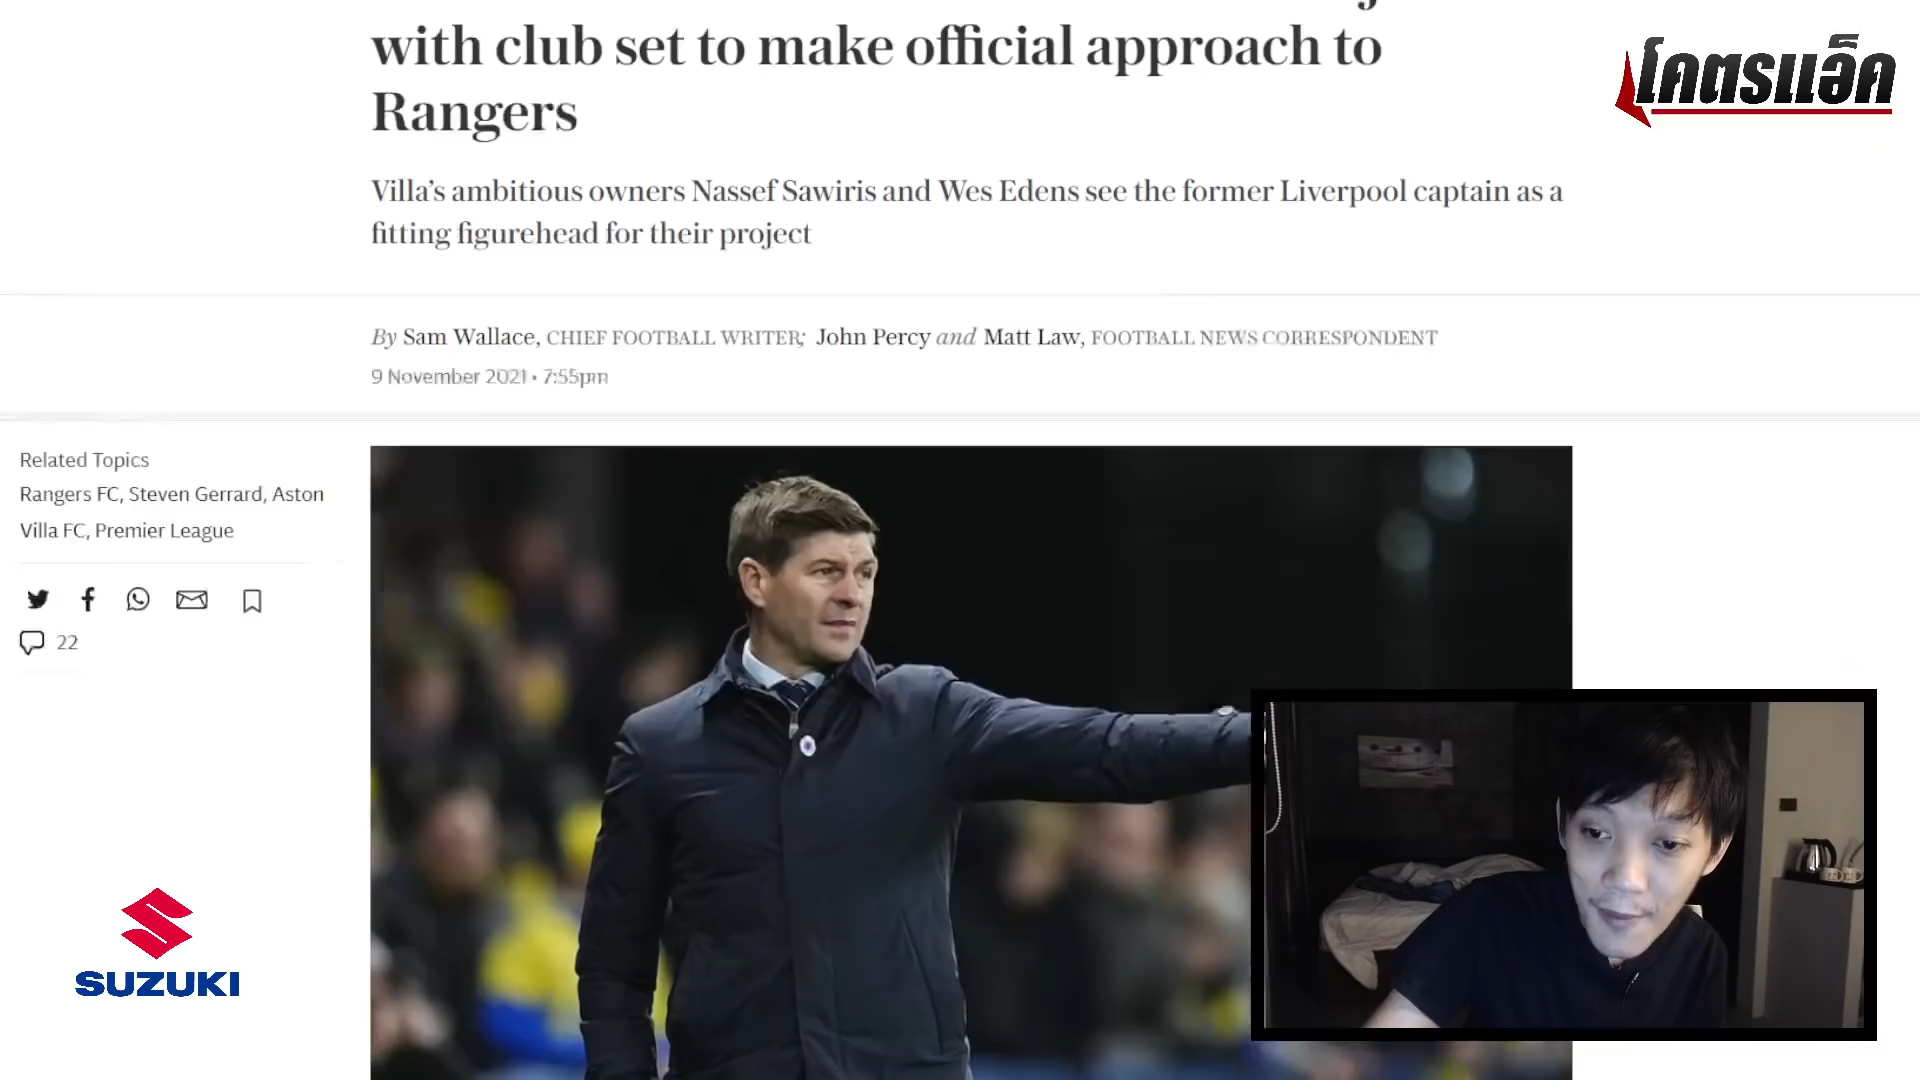 with club set to make official approach to
Rangers
โคตรแอ็ค
Villa's ambitious owners Nassef Sawiris and Wes Edens see the former Liverpool captain as a
fitting figurehead for their project
By Sam Wallace, CHIEF FOOTBALL WRITER; John Percy and Matt Law, FOOTBALL NEWS CORRESPONDENT
9 November 2021 • 7:55pm
Related Topics
Rangers FC, Steven Gerrard, Aston
Villa FC, Premier League
22
SUZUKI